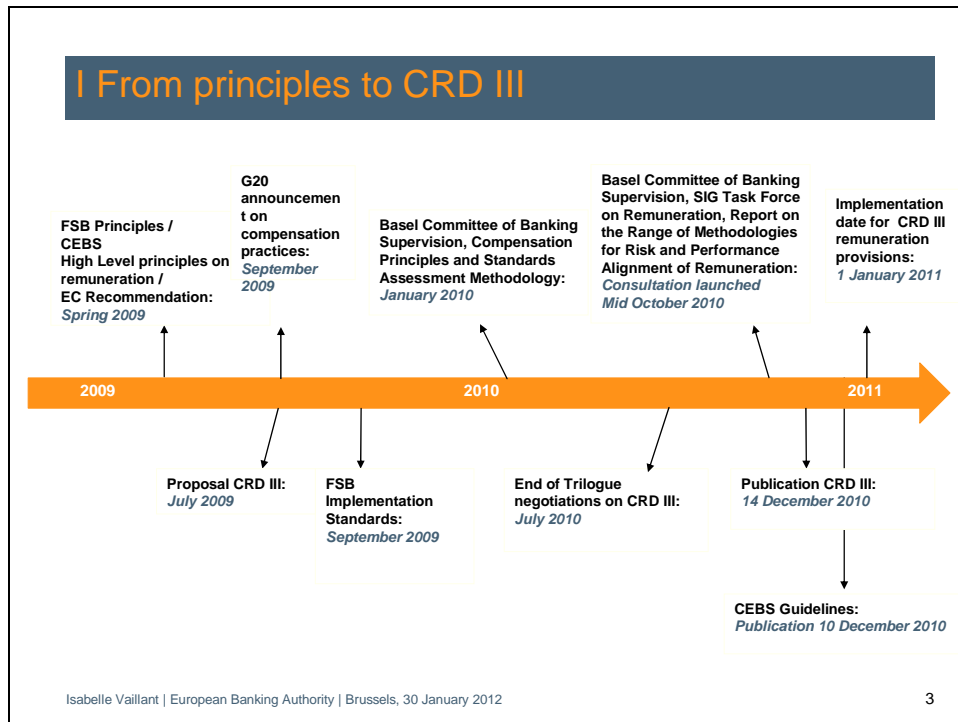 I From principles to CRD III
FSB Principles /
CEBS
High Level principles on
remuneration /
EC Recommendation:
Spring 2009
G20
announcemen
t on
compensation
practices:
September
2009
Basel Committee of Banking
Supervision, Compensation
Principles and Standards
Assessment Methodology:
January 2010
Basel Committee of Banking
Supervision, SIG Task Force
on Remuneration, Report on
the Range of Methodologies
for Risk and Performance
Alignment of Remuneration:
Consultation launched
Mid October 2010
Implementation
date for CRD III
remuneration
provisions:
1 January 2011
2009
2010
2011
Proposal CRD III:
July 2009
FSB
Implementation
Standards:
September 2009
End of Trilogue
negotiations on CRD III:
July 2010
Publication CRD III:
14 December 2010
CEBS Guidelines:
Publication 10 December 2010
Isabelle Vaillant | European Banking Authority | Brussels, 30 January 2012
3